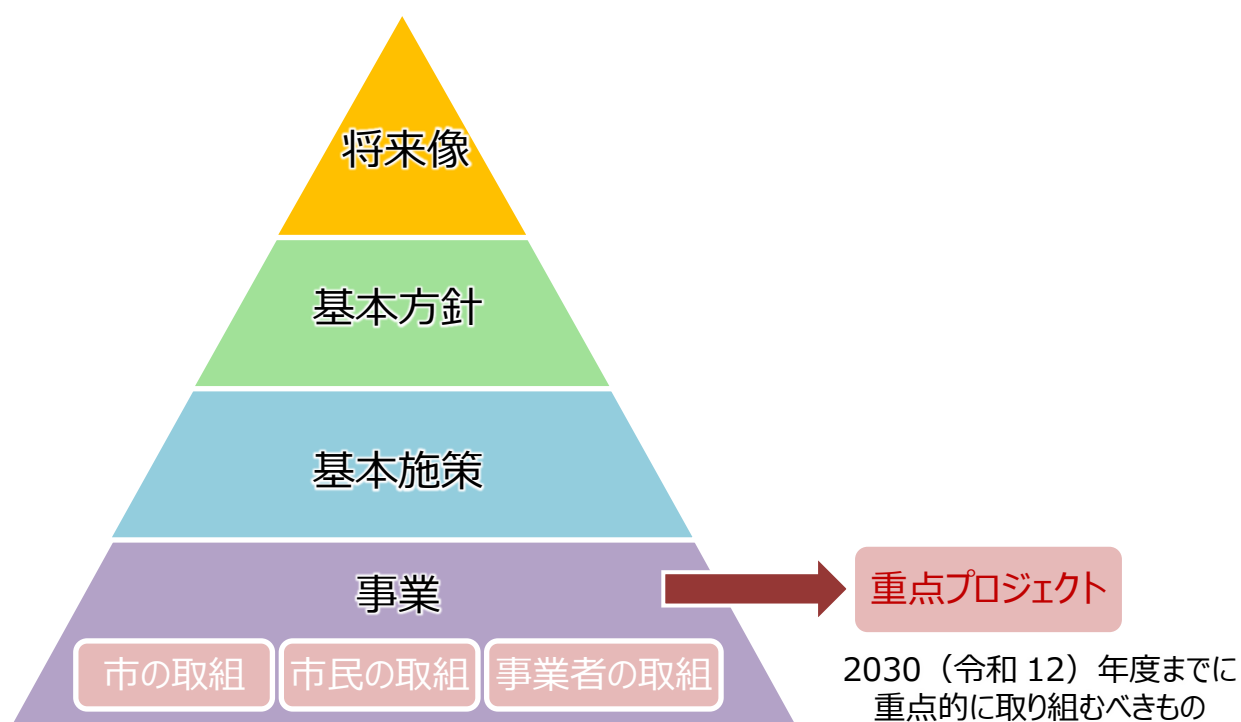 将来像
基本方針
基本施策
事業
市の取組
市民の取組
事業者の取組
重点プロジェクト
2030（令和 12）年度までに
重点的に取り組むべきもの